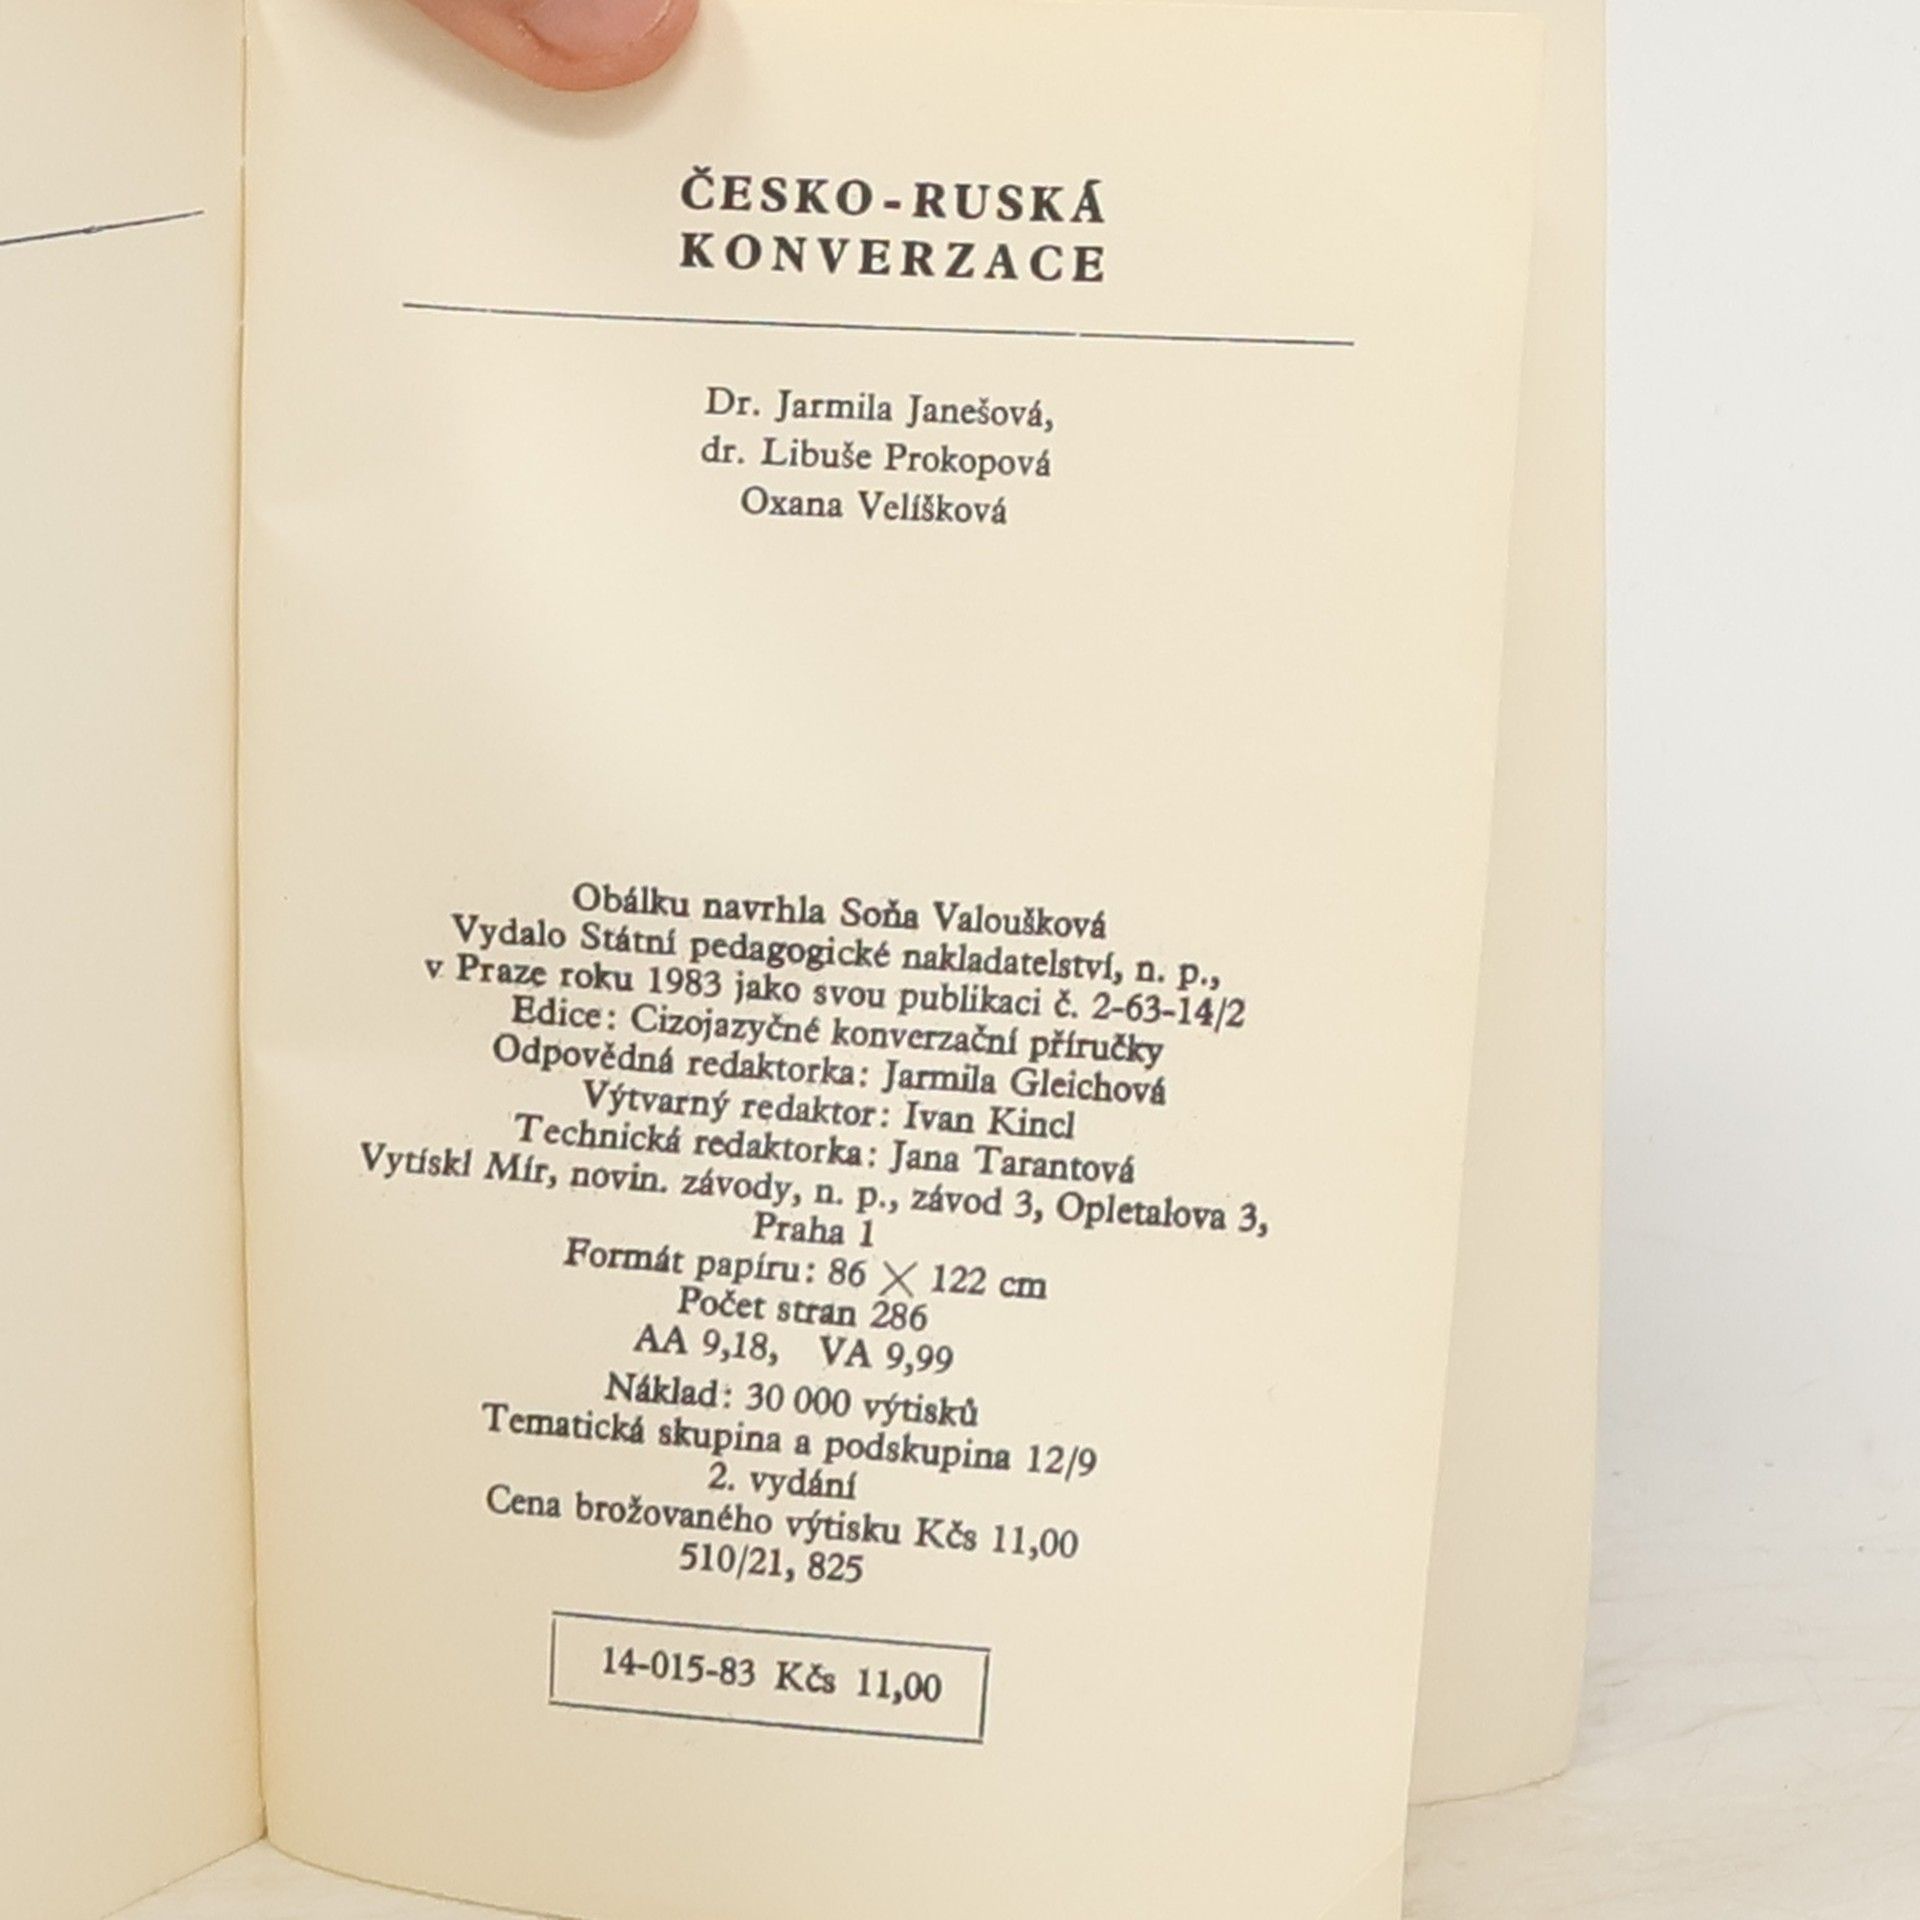 ČESKO-RUSKÁ
KONVERZACE
Dr. Jarmila Janešová,
dr. Libuše Prokopová
Oxana Velíšková
Obálku navrhla Soňa Valoušková
Vydalo Státní pedagogické nakladatelství, n. p.,
v Praze roku 1983 jako svou publikaci č. 2-63-14/2
Edice: Cizojazyčné konverzační příručky
Odpovědná redaktorka: Jarmila Gleichová
Výtvarný redaktor: Ivan Kincl
Technická redaktorka: Jana Tarantová
Vytískl Mír, novin. závody, n. p., závod 3, Opletalova 3,
Praha 1
Formát papíru: 86 × 122 cm
Počet stran 286
AA 9,18, VA 9,99
Náklad: 30 000 výtisků
Tematická skupina a podskupina 12/9
2. vydání
Cena brožovaného výtisku Kčs 11,00
510/21, 825
14-015-83 Kčs 11,00